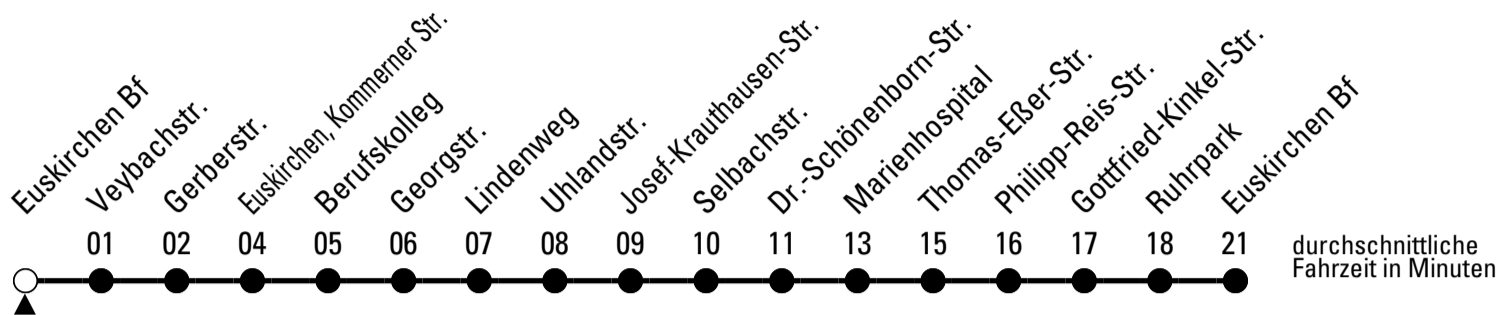 Euskirchen Bf
Veybachstr.
Gerberstr.
Euskirchen, Kommerner Str.
Berufskolleg
Georgstr.
Lindenweg
Uhlandstr.
Josef-Krauthausen-Str.
Selbachstr.
Dr.-Schönenborn-Str.
Marienhospital
Thomas-Eßer-Str.
Philipp-Reis-Str.
Gottfried-Kinkel-Str.
Ruhrpark
Euskirchen Bf
01 02 04 05 06 07 08 09 10 11 13 15 16 17 18 21
durchschnittliche
Fahrzeit in Minuten